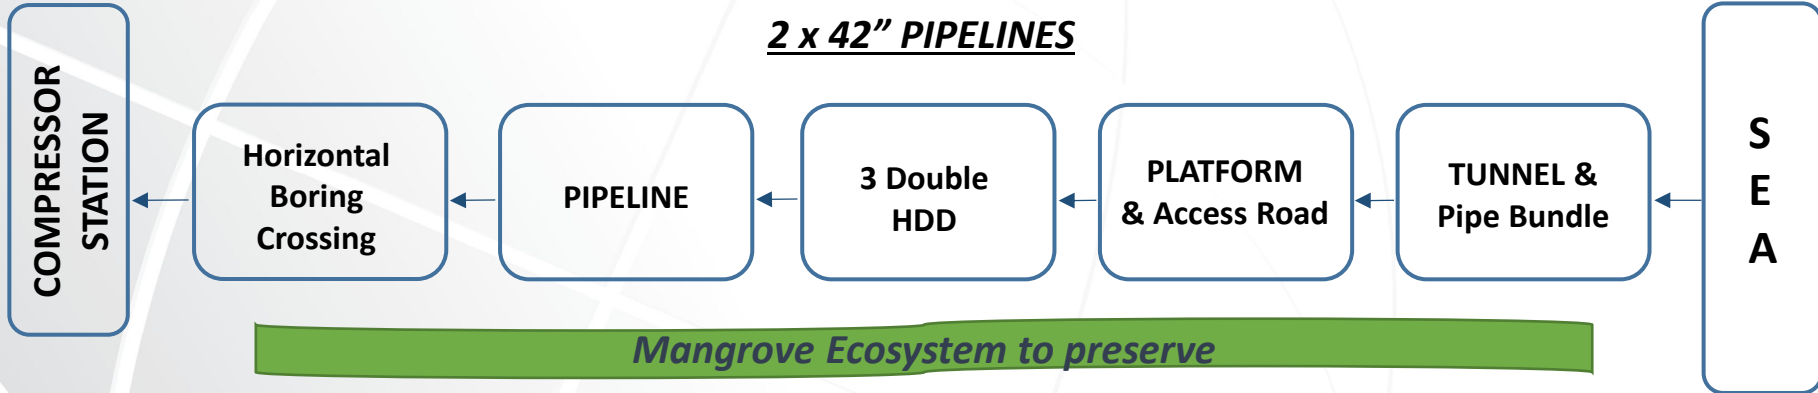 2 x 42” PIPELINES
COMPRESSOR
STATION
Horizontal
Boring
Crossing
PIPELINE
3 Double
HDD
PLATFORM
& Access Road
TUNNEL &
Pipe Bundle
S
E
A
Mangrove Ecosystem to preserve